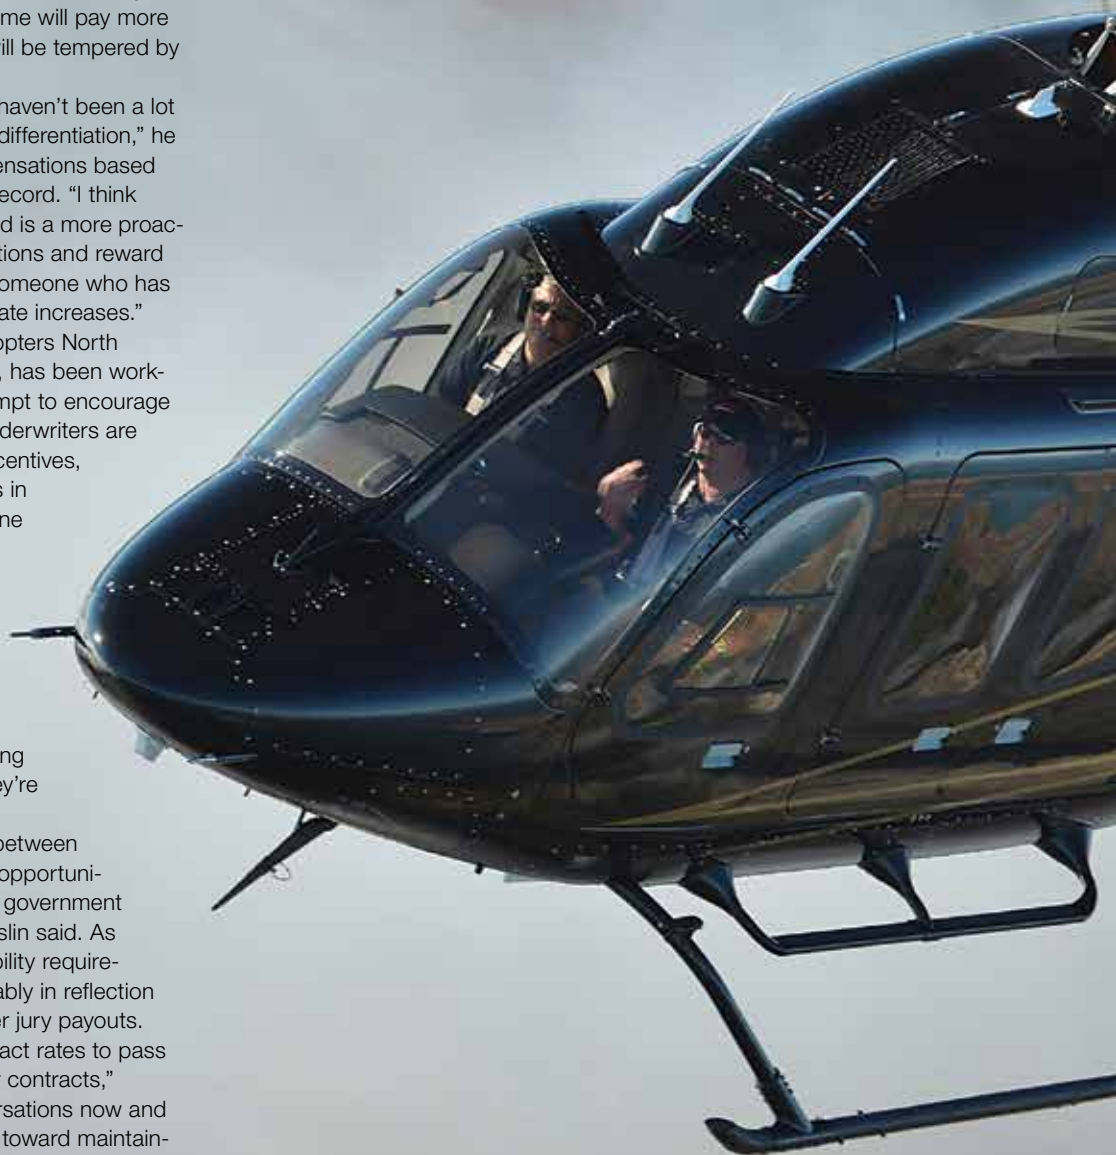 me will pay more
ill be tempered by
haven't been a lot
differentiation,” he
ensations based
ecord. “I think
d is a more proac-
tions and reward
omeone who has
ate increases.”
opters North
, has been work-
mpt to encourage
derwriters are
centives,
s in
ne
ng
ey're
between
opportuni-
government
slin said. As
bility require-
ably in reflection
er jury payouts.
act rates to pass
r contracts,”
rsations now and
toward maintain-